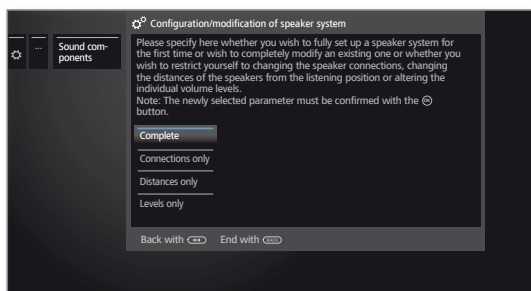 Configuration/modification of speaker system
...
Sound com-
ponents
Please specify here whether you wish to fully set up a speaker system for
the first time or wish to completely modify an existing one or whether you
wish to restrict yourself to changing the speaker connections, changing
the distances of the speakers from the listening position or altering the
individual volume levels.
Note: The newly selected parameter must be confirmed with the OK
button.
Complete
Connections only
Distances only
Levels only
Back with ◄◄ End with BACK